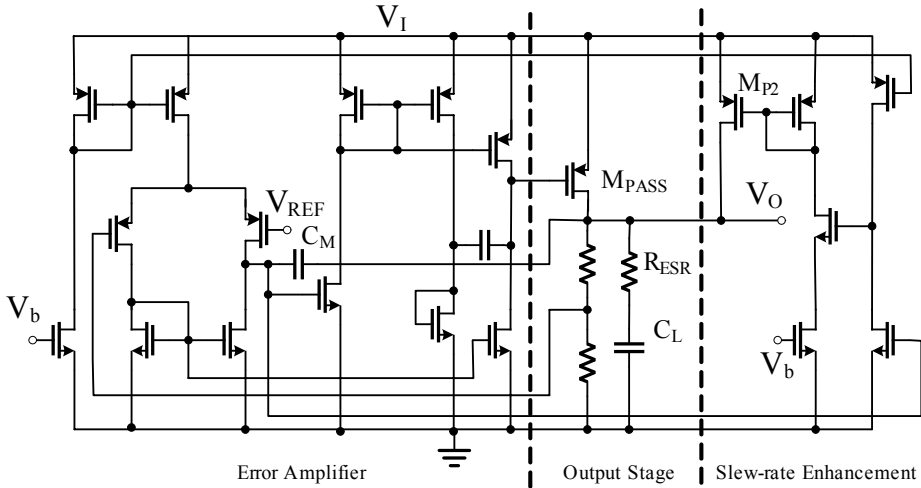 V_I
M_P2
M_PASS
V_O
V_REF
C_M
R_ESR
V_b
C_L
V_b
Error Amplifier
Output Stage
Slew-rate Enhancement